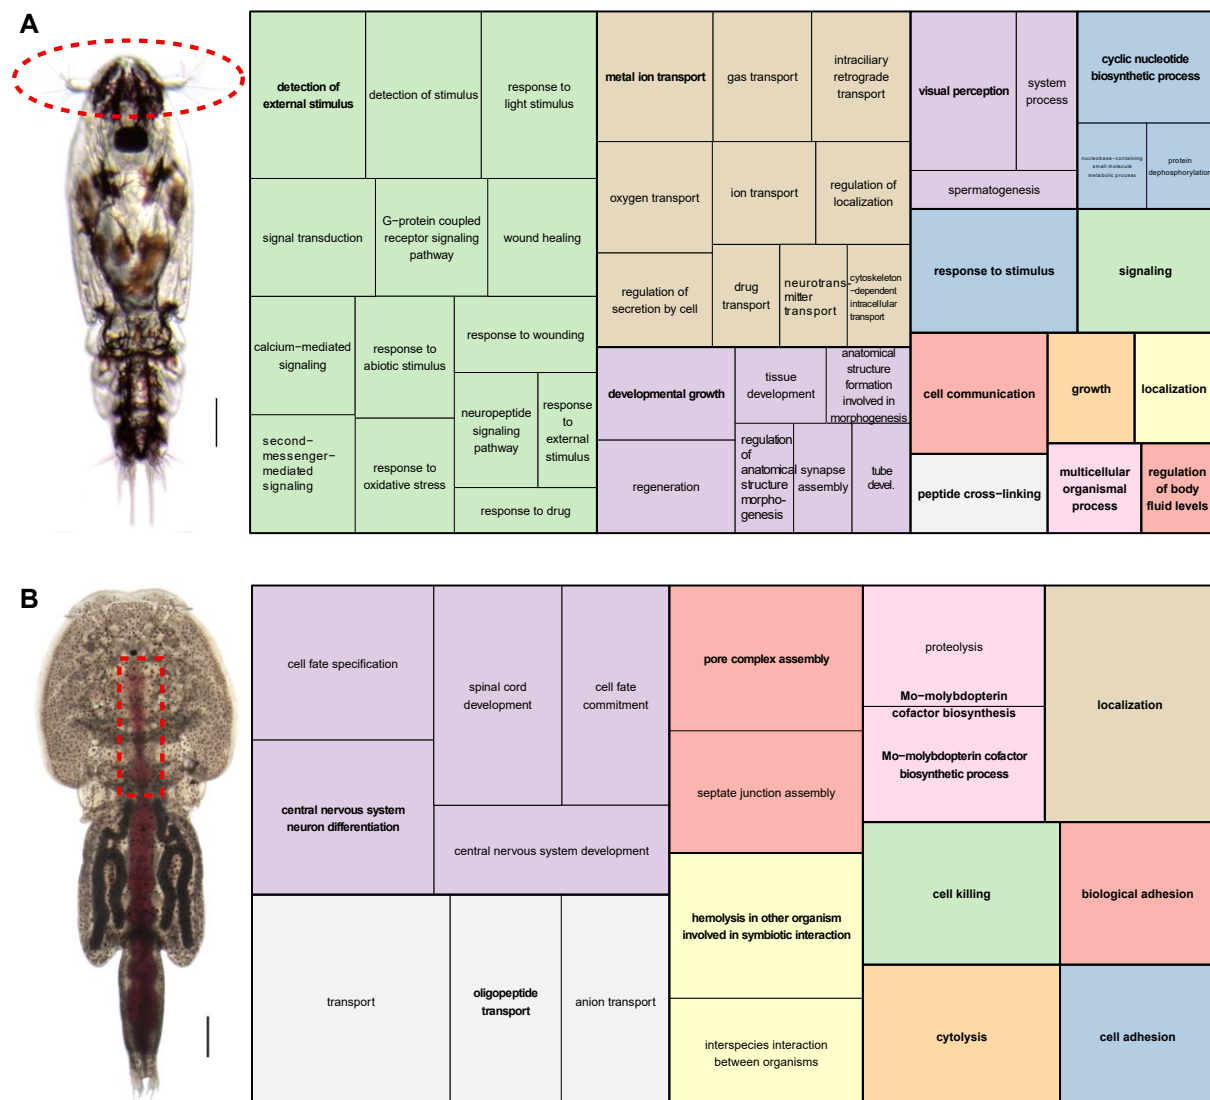 A
detection of
external stimulus
detection of stimulus
response to
light stimulus
signal transduction
G−protein coupled
receptor signaling
pathway
wound healing
calcium−mediated
signaling
response to
abiotic stimulus
response to wounding
second−
messenger−
mediated
signaling
response to
oxidative stress
neuropeptide
signaling
pathway
response
to
external
stimulus
response to drug
metal ion transport
gas transport
intraciliary
retrograde
transport
oxygen transport
ion transport
regulation of
localization
regulation of
secretion by cell
drug
transport
neurotrans-
mitter
transport
cytoskeleton
−dependent
intracellular
transport
developmental growth
tissue
development
anatomical
structure
formation
involved in
morphogenesis
regeneration
regulation
of
anatomical
structure
morpho-
genesis
synapse
assembly
tube
devel.
visual perception
system
process
spermatogenesis
cyclic nucleotide
biosynthetic process
nucleobase−containing
small molecule
metabolic process
protein
dephosphorylation
response to stimulus
signaling
cell communication
growth
localization
peptide cross−linking
multicellular
organismal
process
regulation
of body
fluid levels
B
cell fate specification
spinal cord
development
cell fate
commitment
central nervous system
neuron differentiation
central nervous system development
transport
oligopeptide
transport
anion transport
pore complex assembly
septate junction assembly
hemolysis in other organism
involved in symbiotic interaction
interspecies interaction
between organisms
proteolysis
Mo−molybdopterin
cofactor biosynthesis
Mo−molybdopterin cofactor
biosynthetic process
localization
cell killing
biological adhesion
cytolysis
cell adhesion